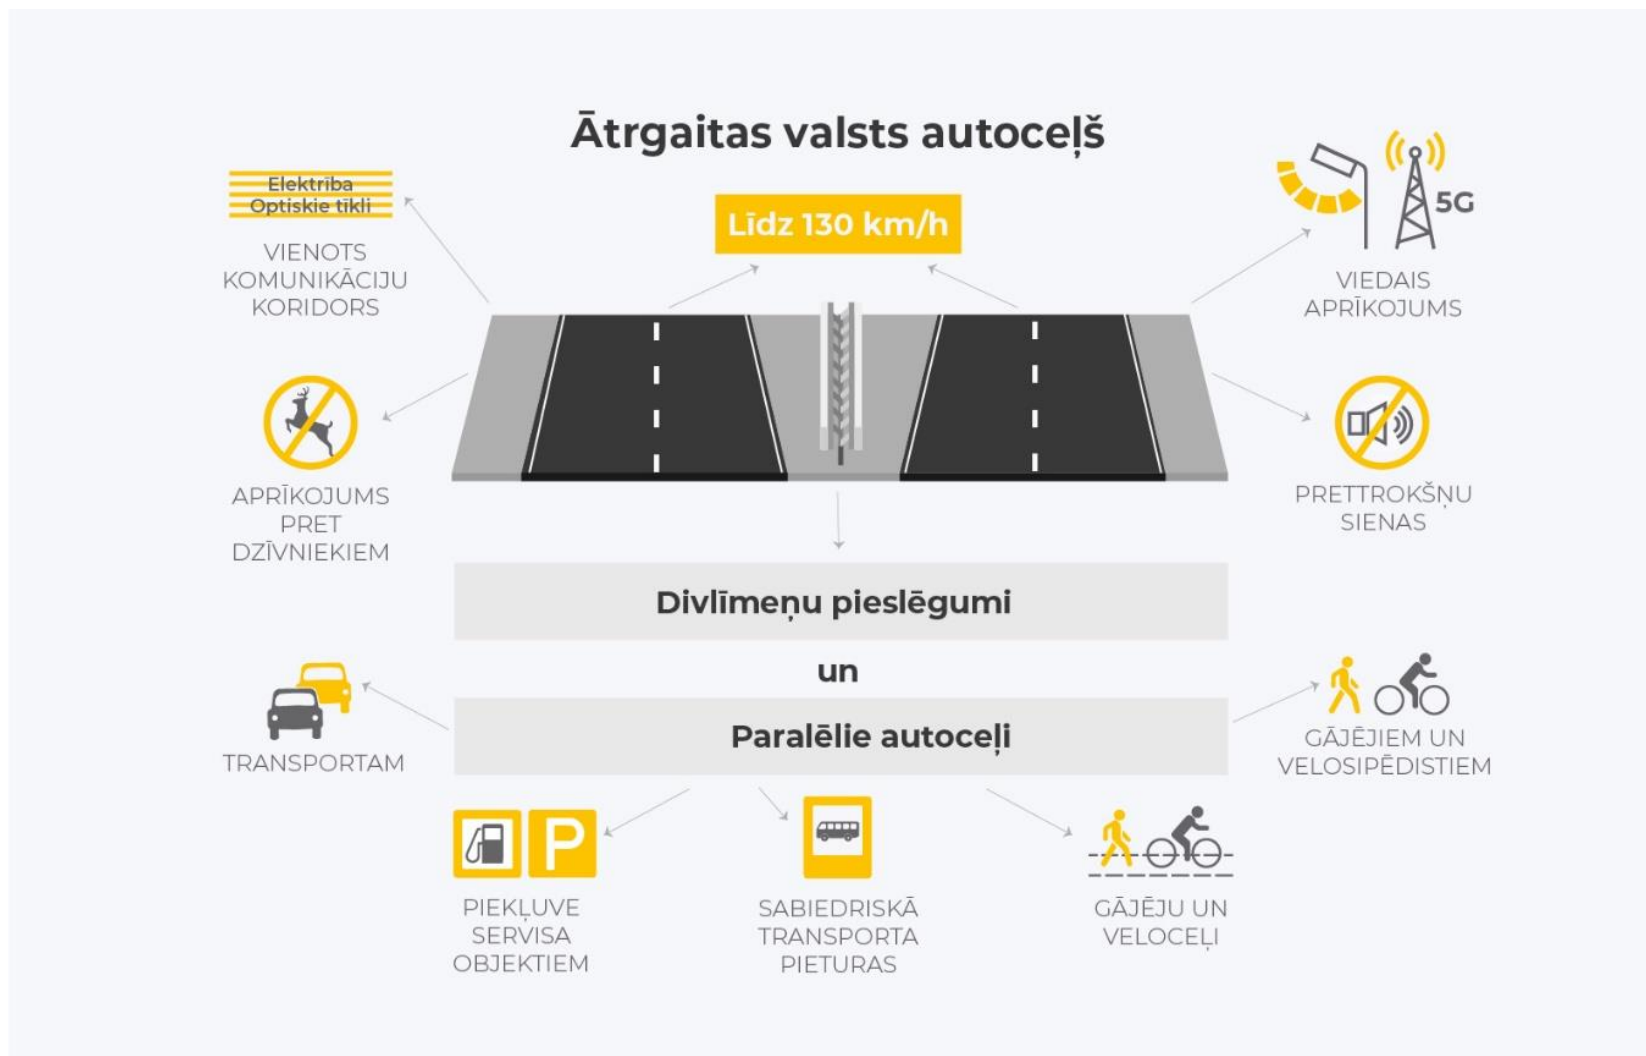 Ātrgaitas valsts autoceļš
Elektrība
Optiskie tīkli
VIENOTS
KOMUNIKĀCIJU
KORIDORS
Līdz 130 km/h
5G
VIEDAIS
APRĪKOJUMS
APRĪKOJUMS
PRET
DZĪVNIEKIEM
PRETTROKŠŅU
SIENAS
Divlīmeņu pieslēgumi
un
Paralēlie autoceļi
TRANSPORTAM
GĀJĒJIEM UN
VELOSIPĒDISTIEM
P
PIEKĻUVE
SERVISA
OBJEKTIEM
SABIEDRISKĀ
TRANSPORTA
PIETURAS
GĀJĒJU UN
VELOCEĻI